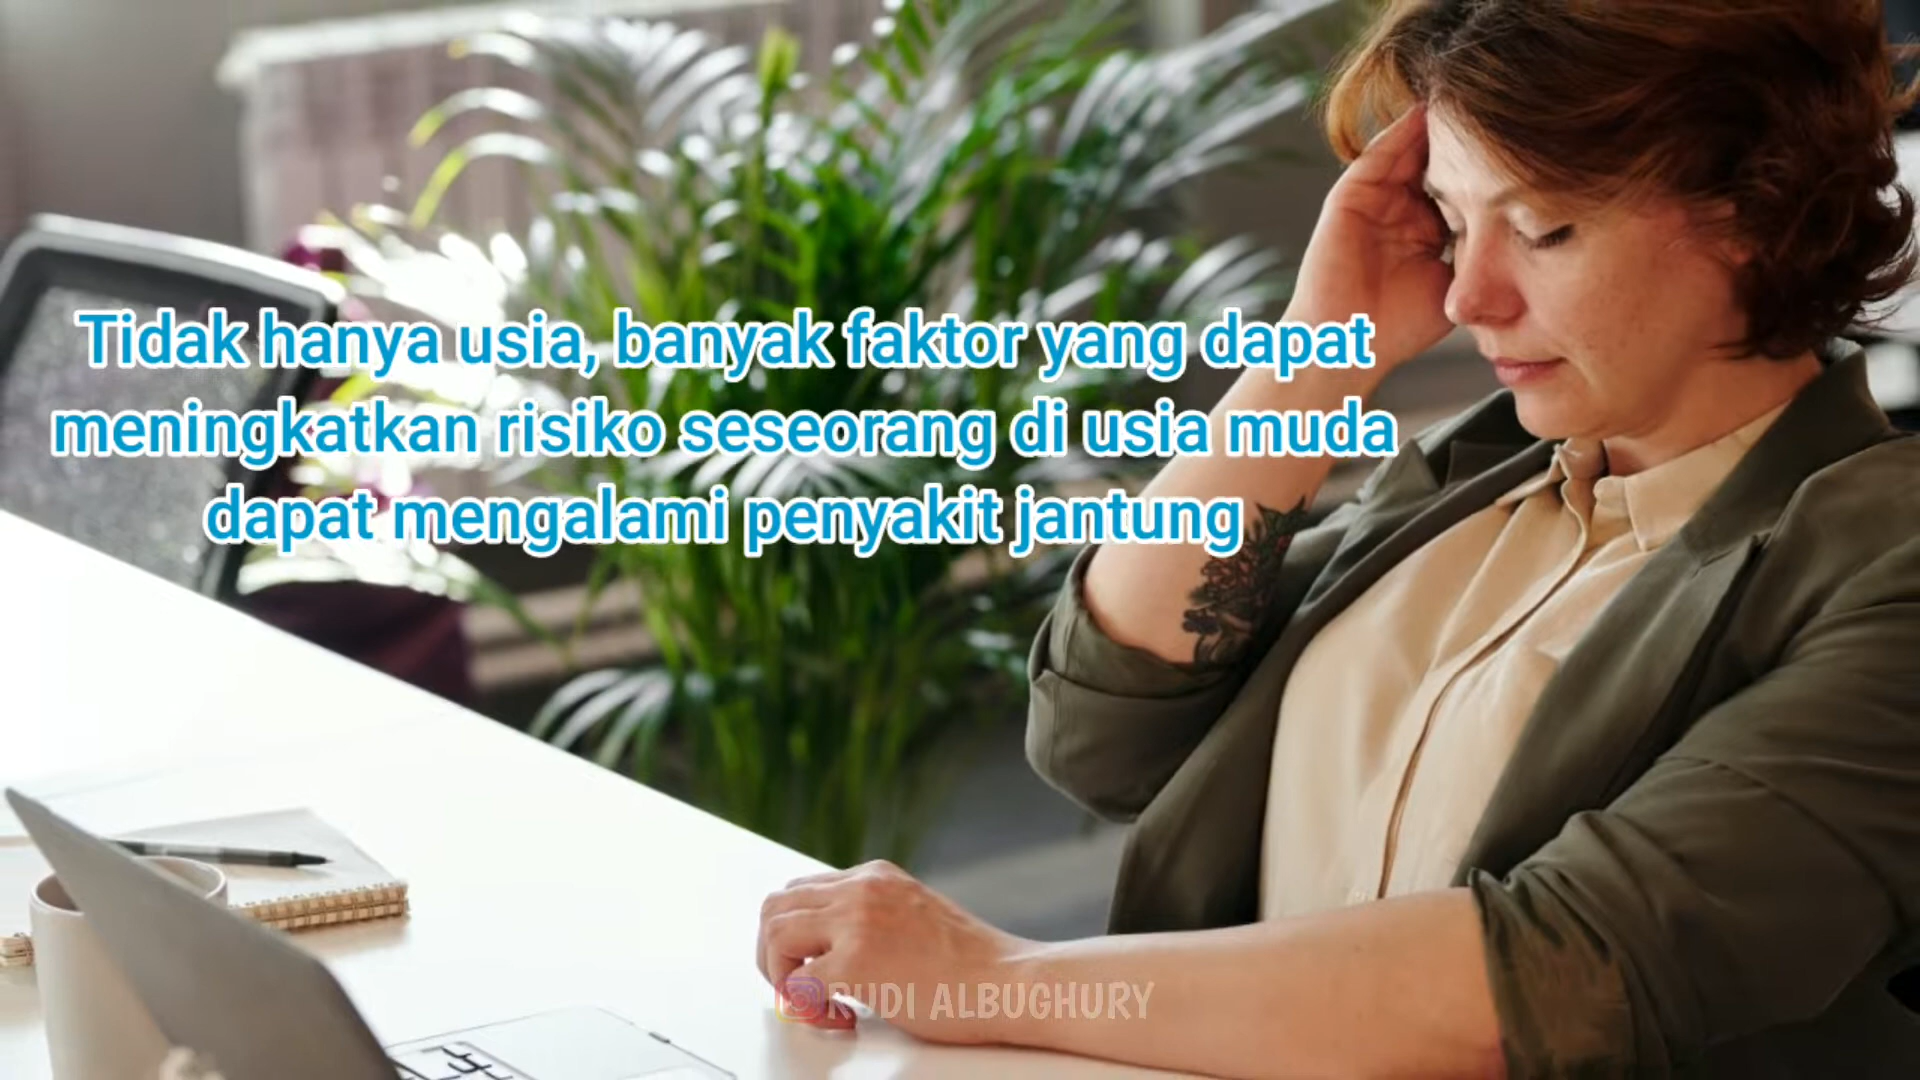 Tidak hanya usia, banyak faktor yang dapat
meningkatkan risiko seseorang di usia muda
dapat mengalami penyakit jantung
RUDI ALBUGHURY